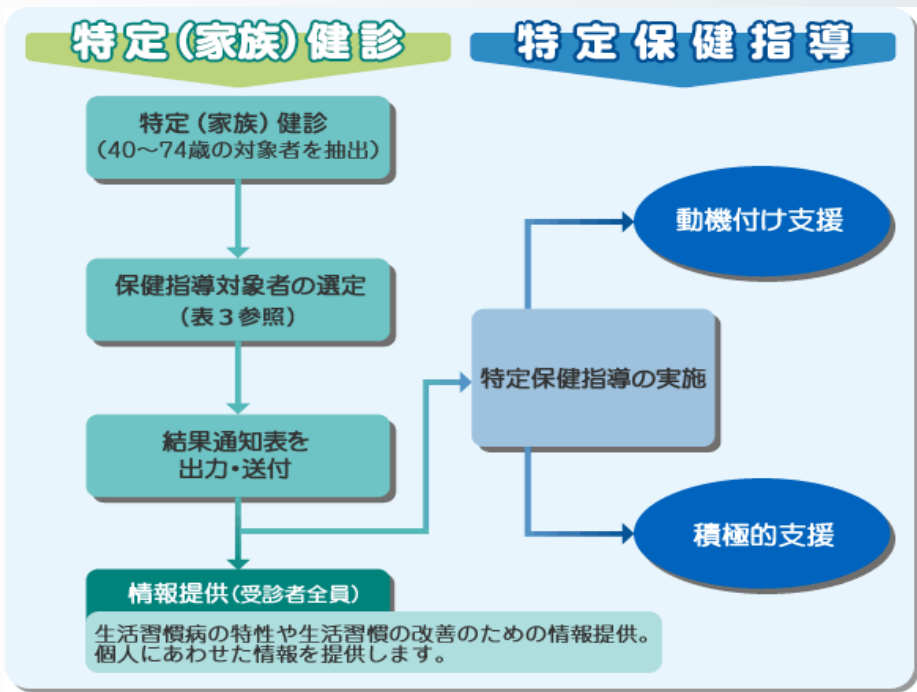 特定(家族)健診
特定保健指導
特定(家族)健診
(40～74歳の対象者を抽出)
保健指導対象者の選定
(表3参照)
結果通知表を
出力・送付
情報提供(受診者全員)
生活習慣病の特性や生活習慣の改善のための情報提供。
個人にあわせた情報を提供します。
特定保健指導の実施
動機付け支援
積極的支援